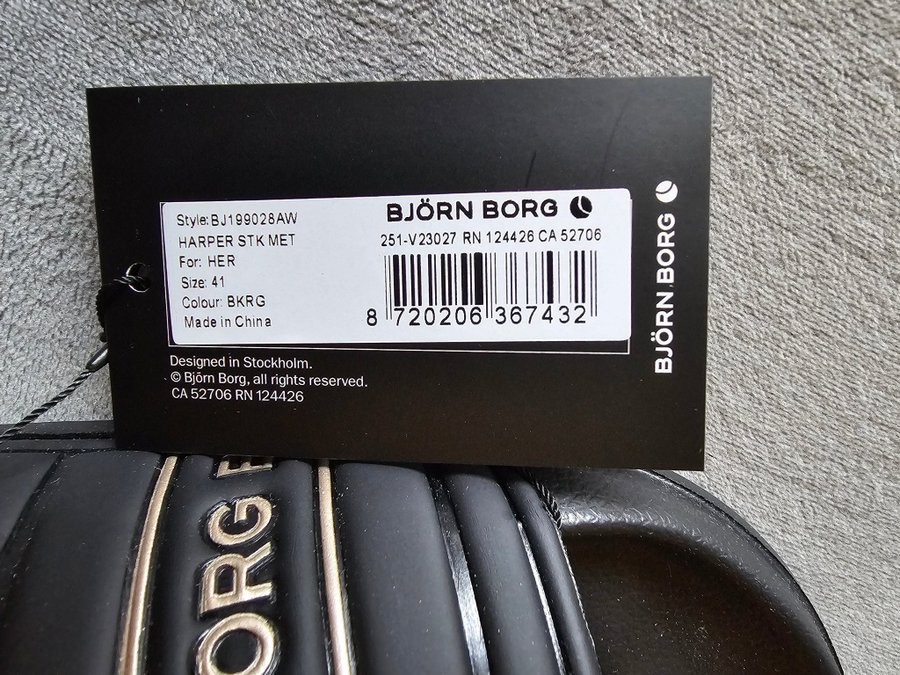 Style:BJ199028AW
HARPER STK MET
For: HER
Size: 41
Colour: BKRG
Made in China
BJÖRN BORG
251-V23027 RN 124426 CA 52706
8 720206 367432
Designed in Stockholm.
© Björn Borg, all rights reserved.
CA 52706 RN 124426
BJÖRN BORG
ORG B